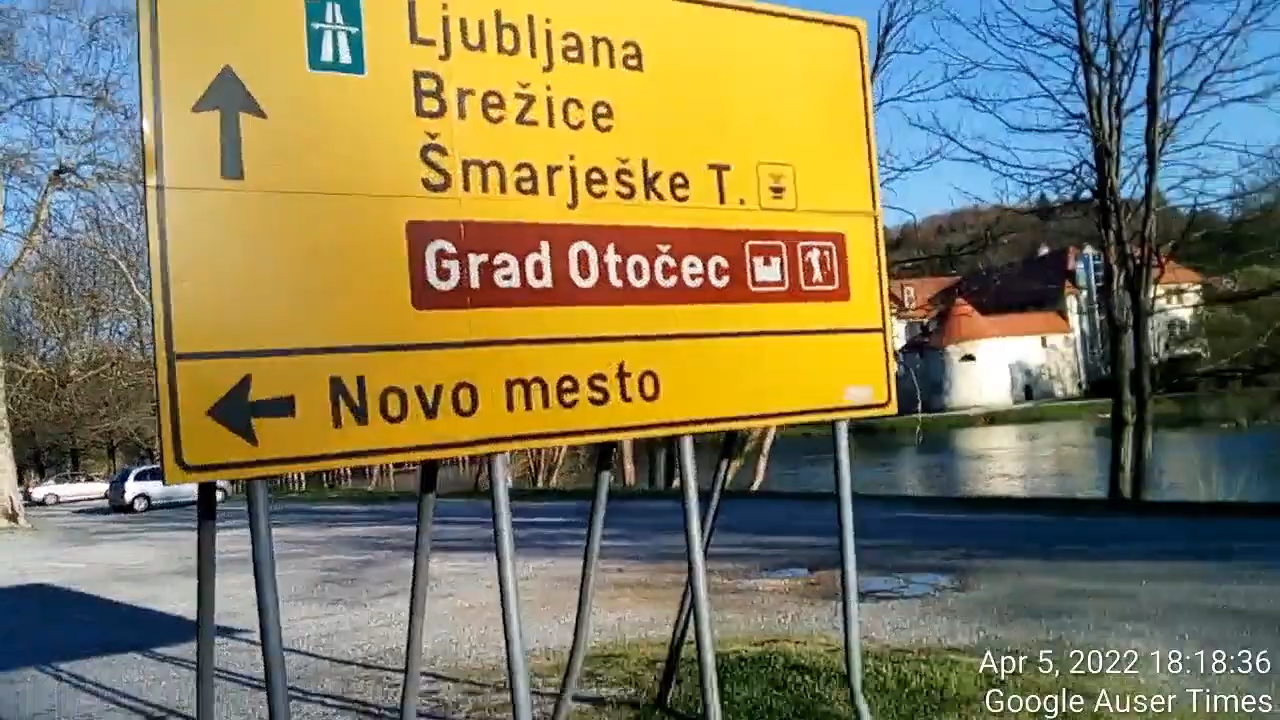 Ljubljana
Brežice
Šmarješke T.
Grad Otočec
Novo mesto
Apr 5, 2022 18:18:36
Google Auser Times